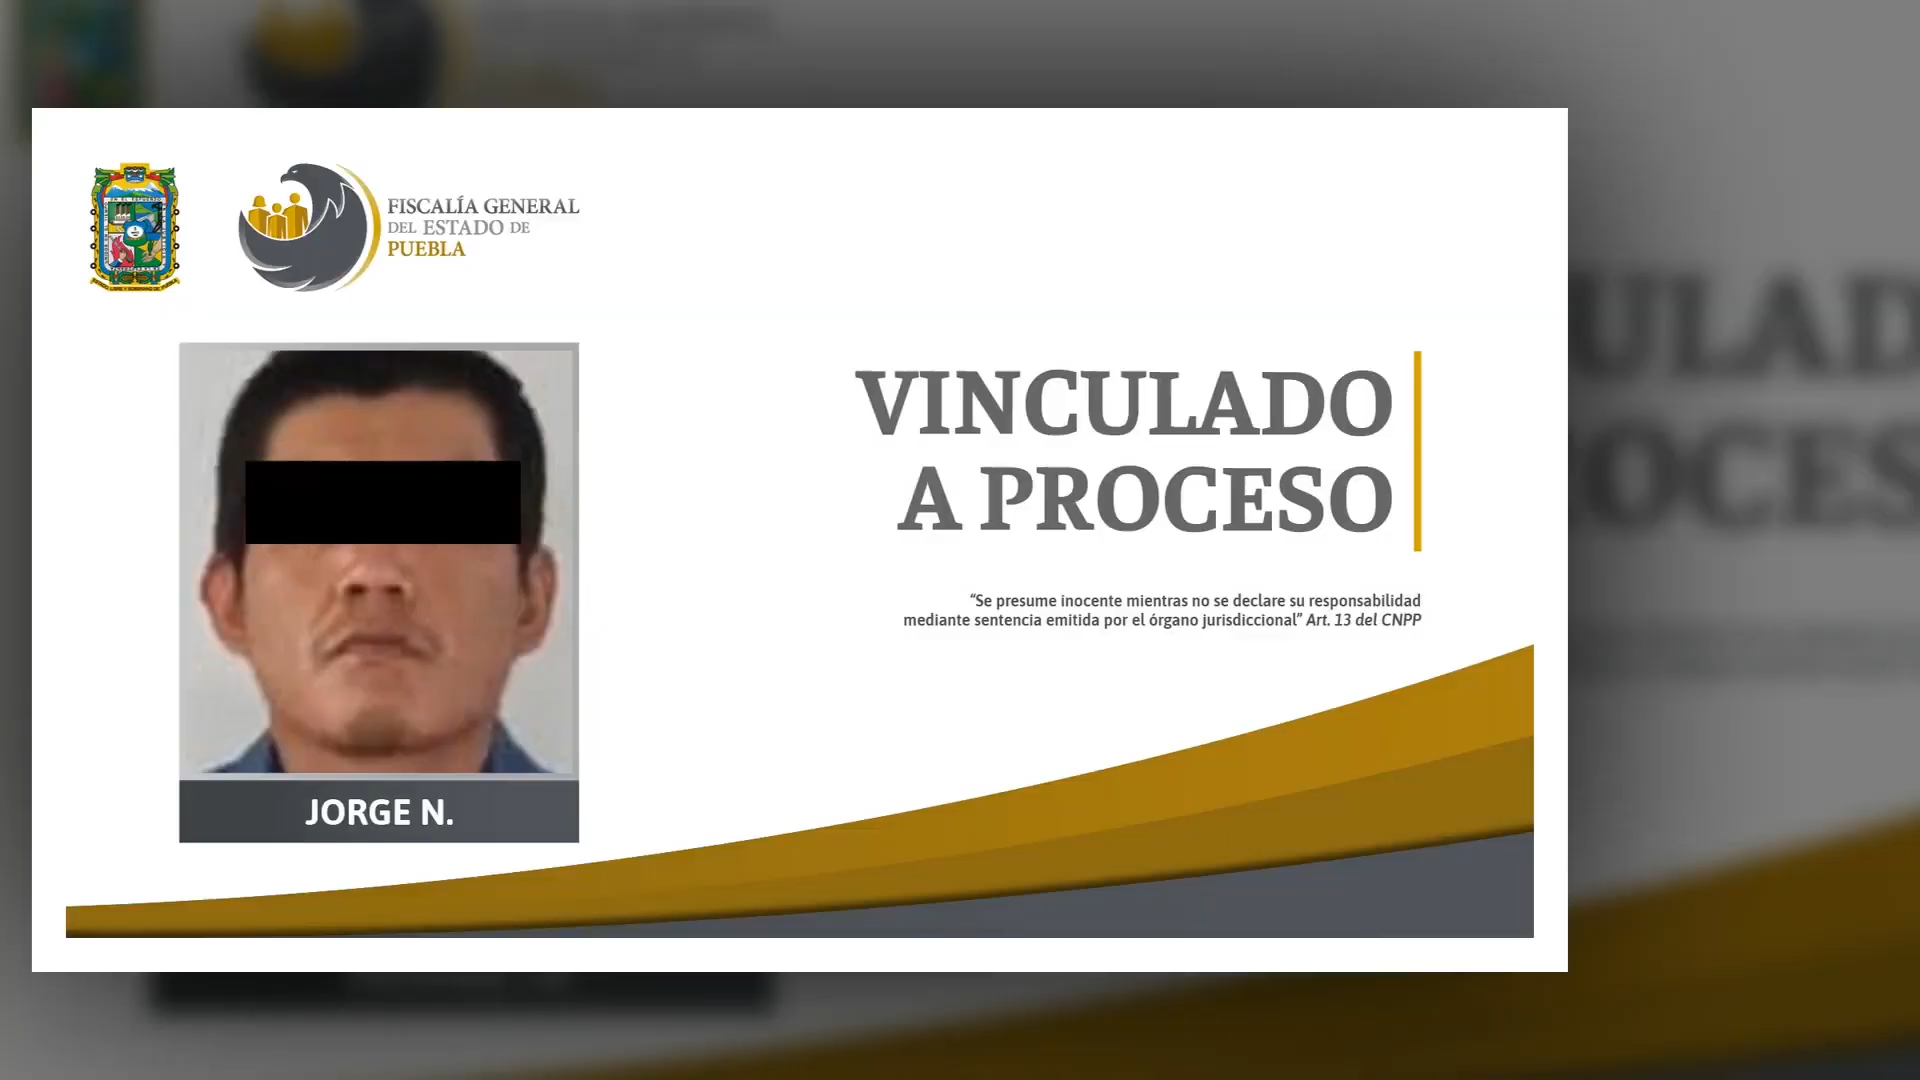 FISCALÍA GENERAL
DEL ESTADO DE
PUEBLA
VINCULADO
A PROCESO
“Se presume inocente mientras no se declare su responsabilidad
mediante sentencia emitida por el órgano jurisdiccional” Art. 13 del CNPP
JORGE N.